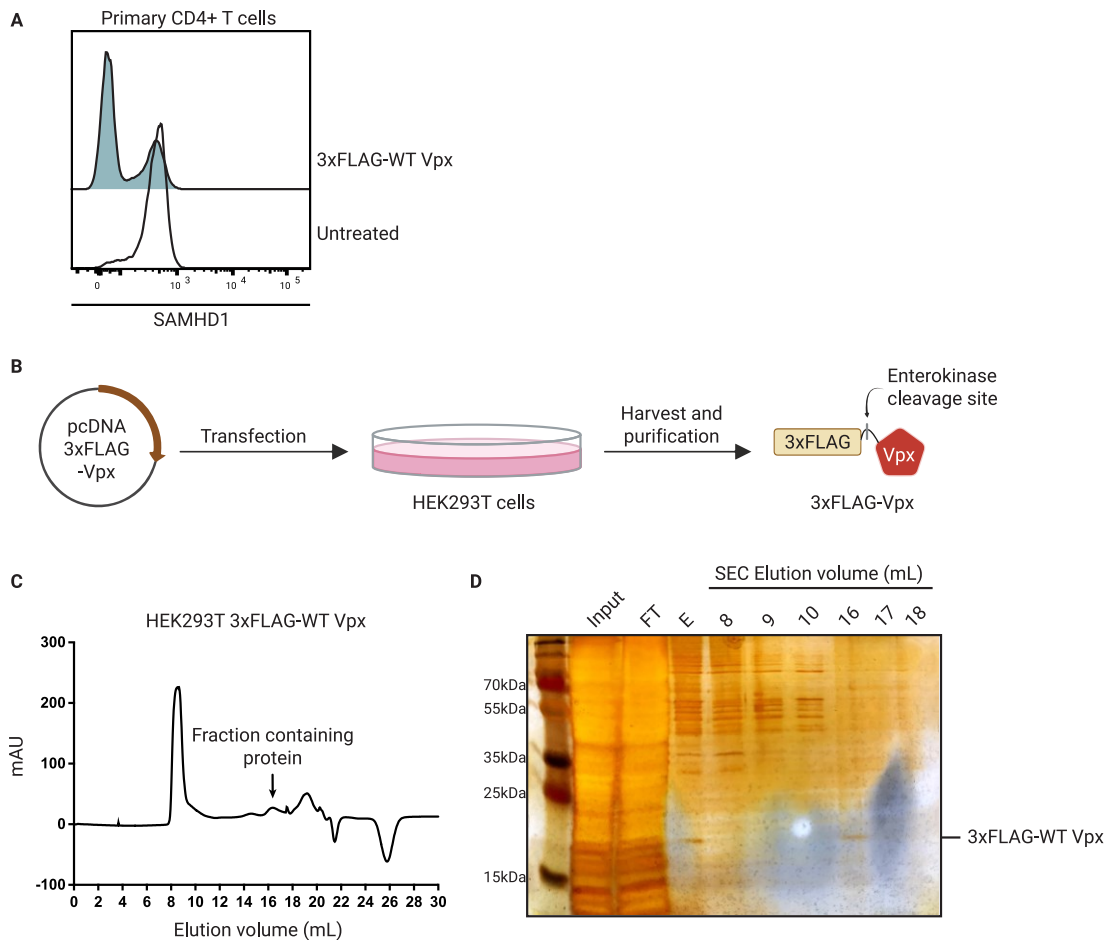 A
Primary CD4+ T cells
3xFLAG-WT Vpx
Untreated
0
10 3
10 4
10 5
SAMHD1
B
pcDNA
3xFLAG
-Vpx
Transfection
HEK293T cells
Harvest and
purification
Enterokinase
cleavage site
3xFLAG
Vpx
3xFLAG-Vpx
C
HEK293T 3xFLAG-WT Vpx
300
200
100
0
-100
mAU
Fraction containing
protein
0 2 4 6 8 10 12 14 16 18 20 22 24 26 28 30
Elution volume (mL)
D
SEC Elution volume (mL)
Input FT E 8 9 10 16 17 18
70kDa
55kDa
35kDa
25kDa
15kDa
3xFLAG-WT Vpx